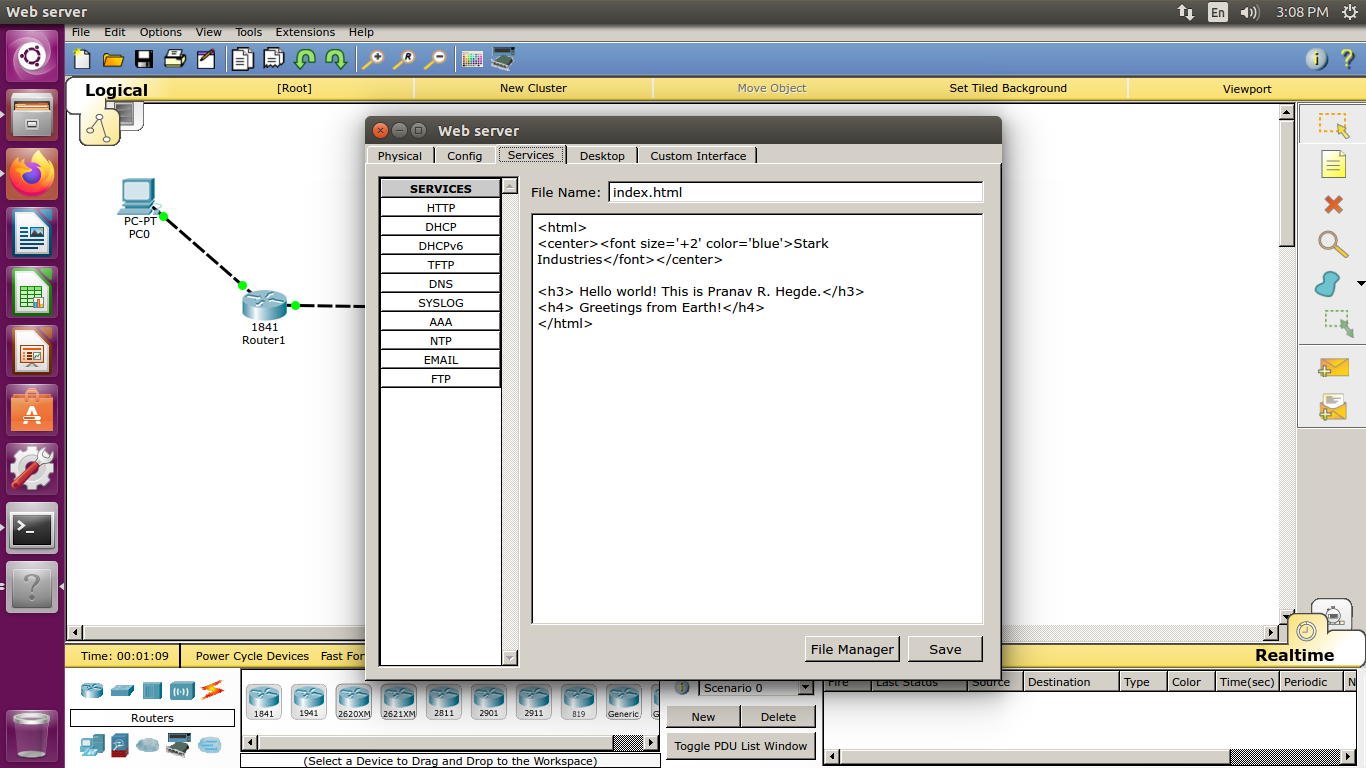 Web server
En
3:08 PM
File Edit Options View Tools Extensions Help
Logical
[Root]
New Cluster
Move Object
Set Tiled Background
Viewport
PC-PT
PC0
1841
Router1
Web server
Physical Config Services Desktop Custom Interface
SERVICES
HTTP
DHCP
DHCPv6
TFTP
DNS
SYSLOG
AAA
NTP
EMAIL
FTP
File Name: index.html
<html>
<center><font size='+2' color='blue'>Stark
Industries</font></center>
<h3> Hello world! This is Pranav R. Hegde.</h3>
<h4> Greetings from Earth!</h4>
</html>
File Manager Save
Time: 00:01:09 Power Cycle Devices Fast For
Realtime
Routers
1841 1941 2620XM 2621XM 2811 2901 2911 819 Generic G
(Select a Device to Drag and Drop to the Workspace)
Scenario 0
New Delete
Toggle PDU List Window
Fire Last Status Source Destination Type Color Time(sec) Periodic N